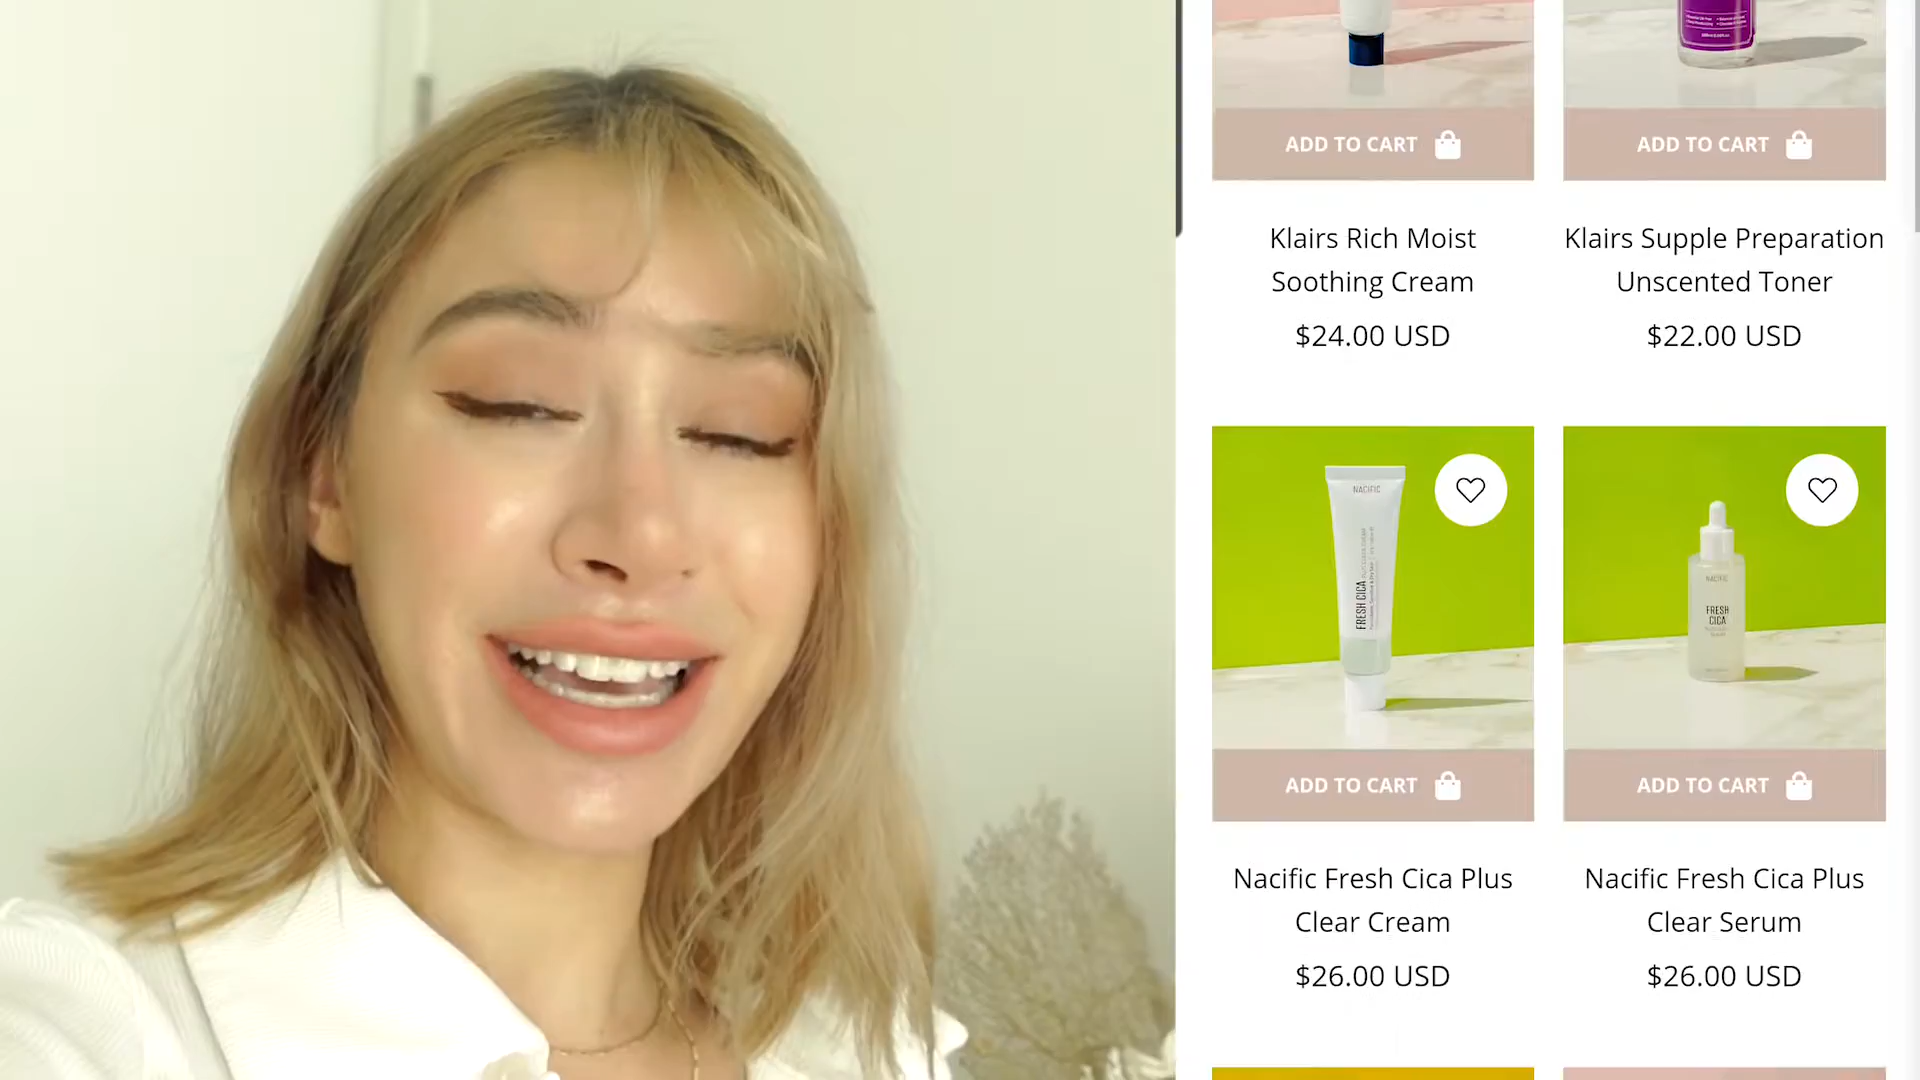 ADD TO CART
ADD TO CART
Klairs Rich Moist
Soothing Cream
$24.00 USD
Klairs Supple Preparation
Unscented Toner
$22.00 USD
NACIFIC
FRESH CICA
NACIFIC
FRESH
CICA
ADD TO CART
ADD TO CART
Nacific Fresh Cica Plus
Clear Cream
$26.00 USD
Nacific Fresh Cica Plus
Clear Serum
$26.00 USD